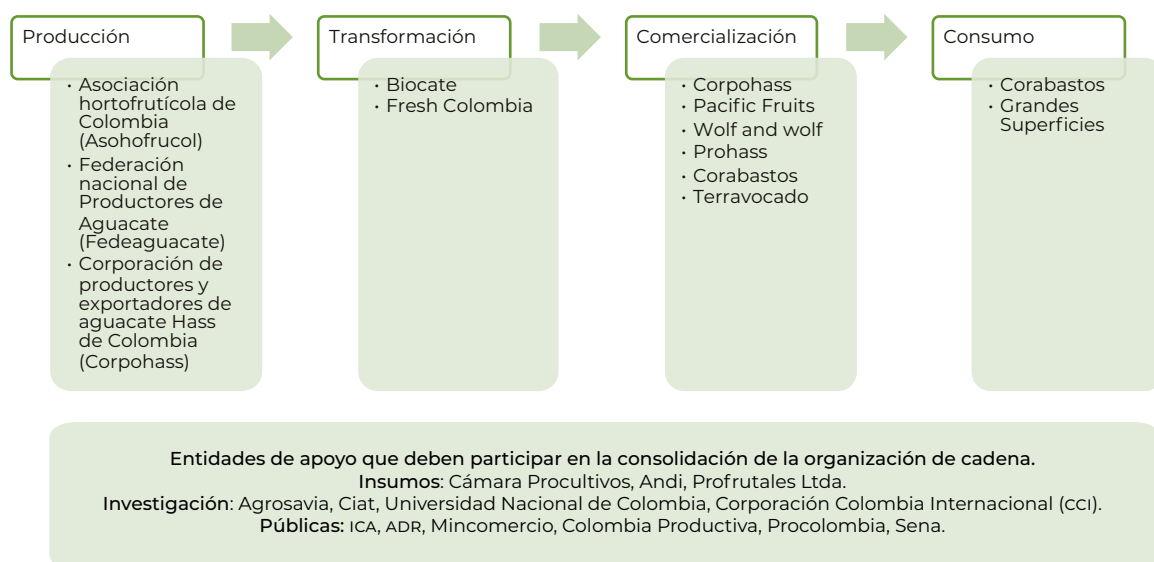 Producción
Transformación
Comercialización
Consumo
· Asociación
hortofrutícola de
Colombia
(Asohofrucol)
· Federación
nacional de
Productores de
Aguacate
(Fedeaguacate)
· Corporación de
productores y
exportadores de
aguacate Hass
de Colombia
(Corpohass)
· Biocate
· Fresh Colombia
· Corpohass
· Pacific Fruits
· Wolf and wolf
· Prohass
· Corabastos
· Terravocado
· Corabastos
· Grandes
Superficies
Entidades de apoyo que deben participar en la consolidación de la organización de cadena.
Insumos: Cámara Procultivos, Andi, Profrutales Ltda.
Investigación: Agrosavia, Ciat, Universidad Nacional de Colombia, Corporación Colombia Internacional (CCI).
Públicas: ICA, ADR, Mincomercio, Colombia Productiva, Procolombia, Sena.